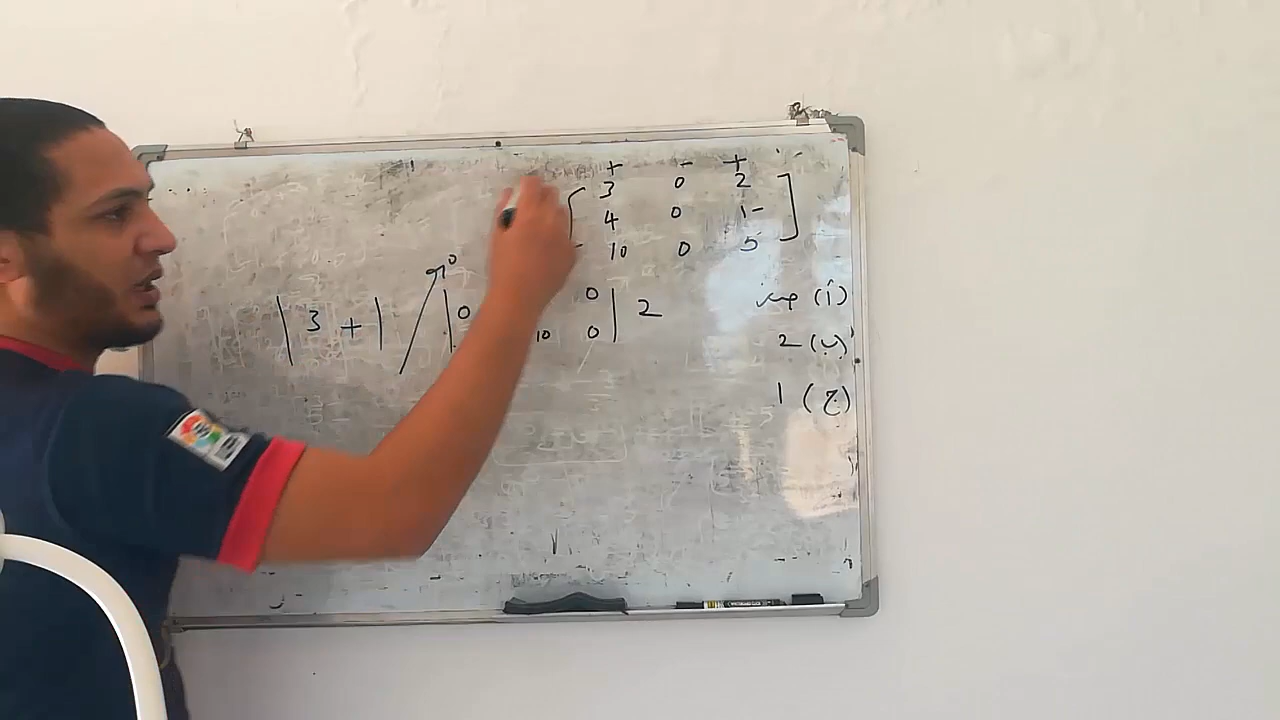 + - +
3 0 2
4 0 1-
10 0 5
| 3 + | 0 | 0 0 | 2
10 0
(أ) صفر
(ب) 2
(ج) 1